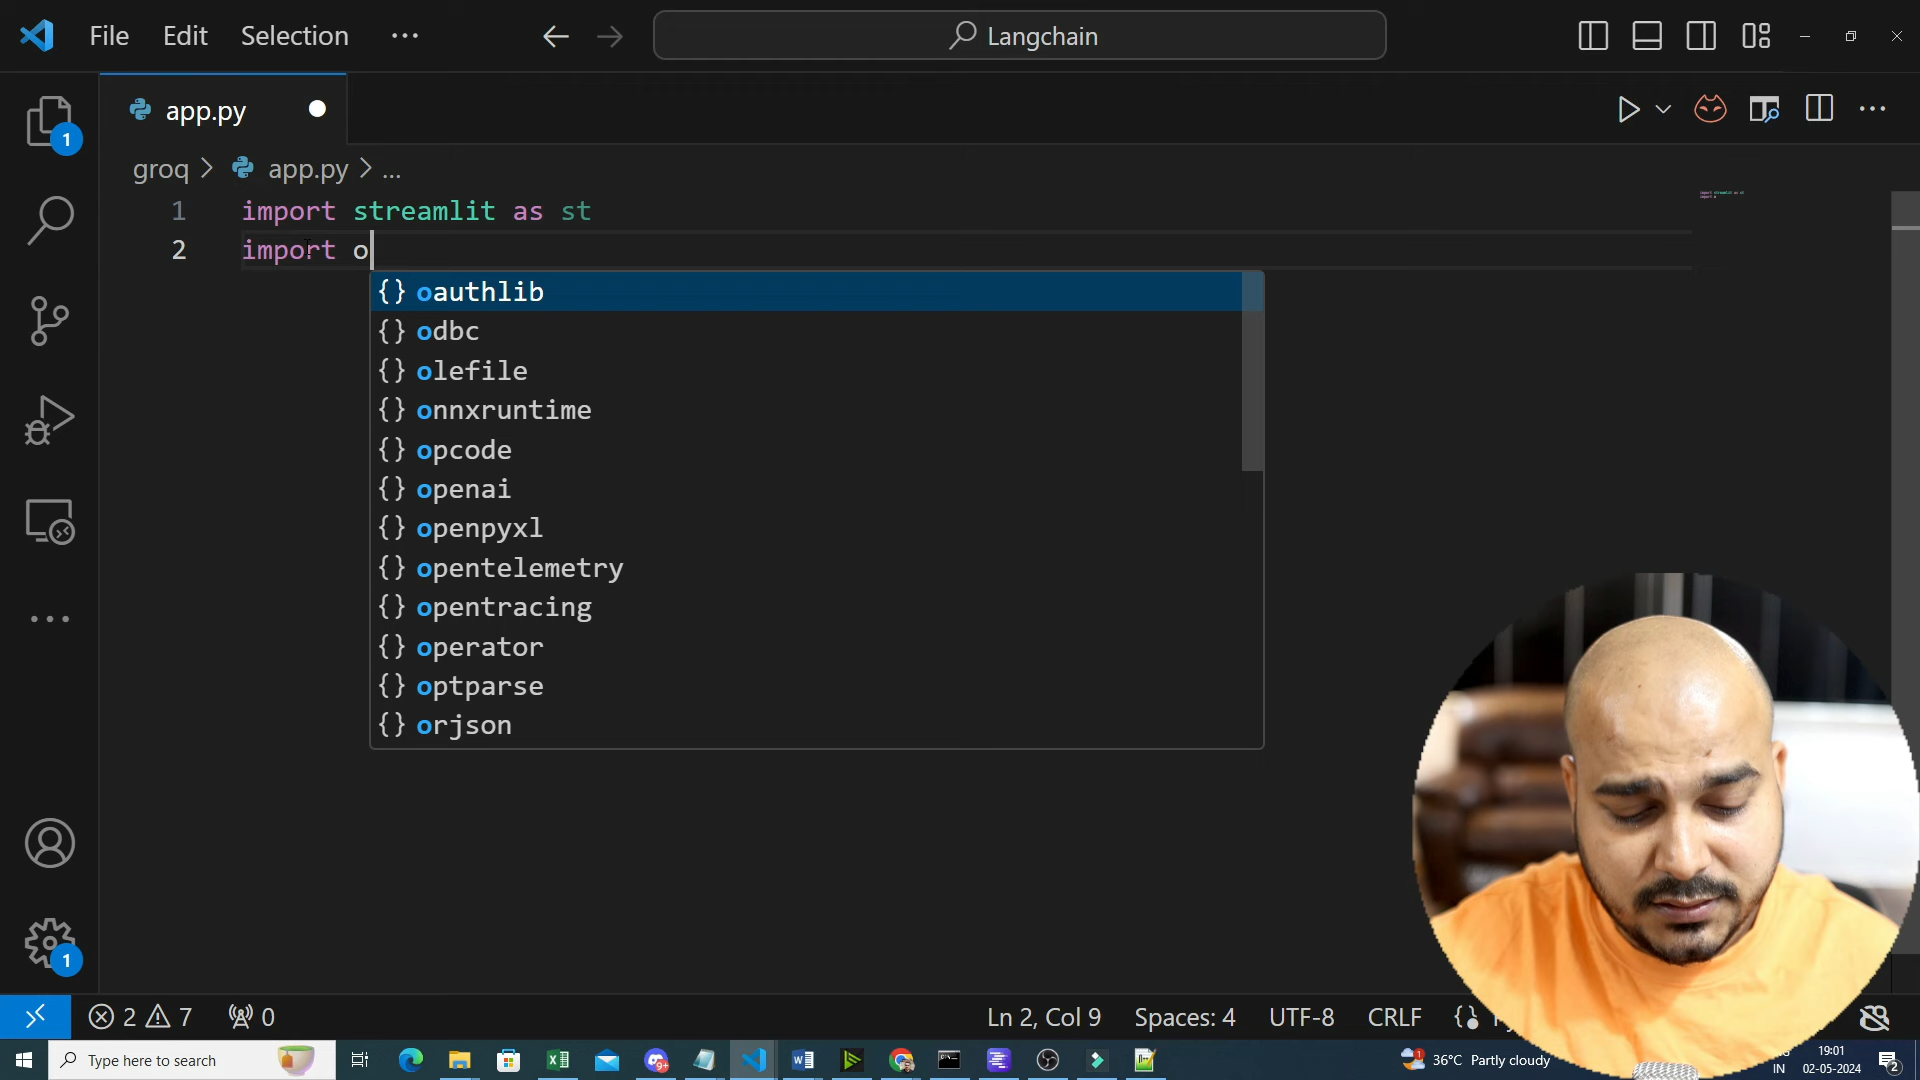 File Edit Selection ...
Langchain
app.py
groq > app.py > ...
1 import streamlit as st
2 import o
{} oauthlib
{} odbc
{} olefile
{} onnxruntime
{} opcode
{} openai
{} openpyxl
{} opentelemetry
{} opentracing
{} operator
{} optparse
{} orjson
1
1
2 7 0
Ln 2, Col 9 Spaces: 4 UTF-8 CRLF {}
Type here to search
36°C Partly cloudy
IN
19:01
02-05-2024
2